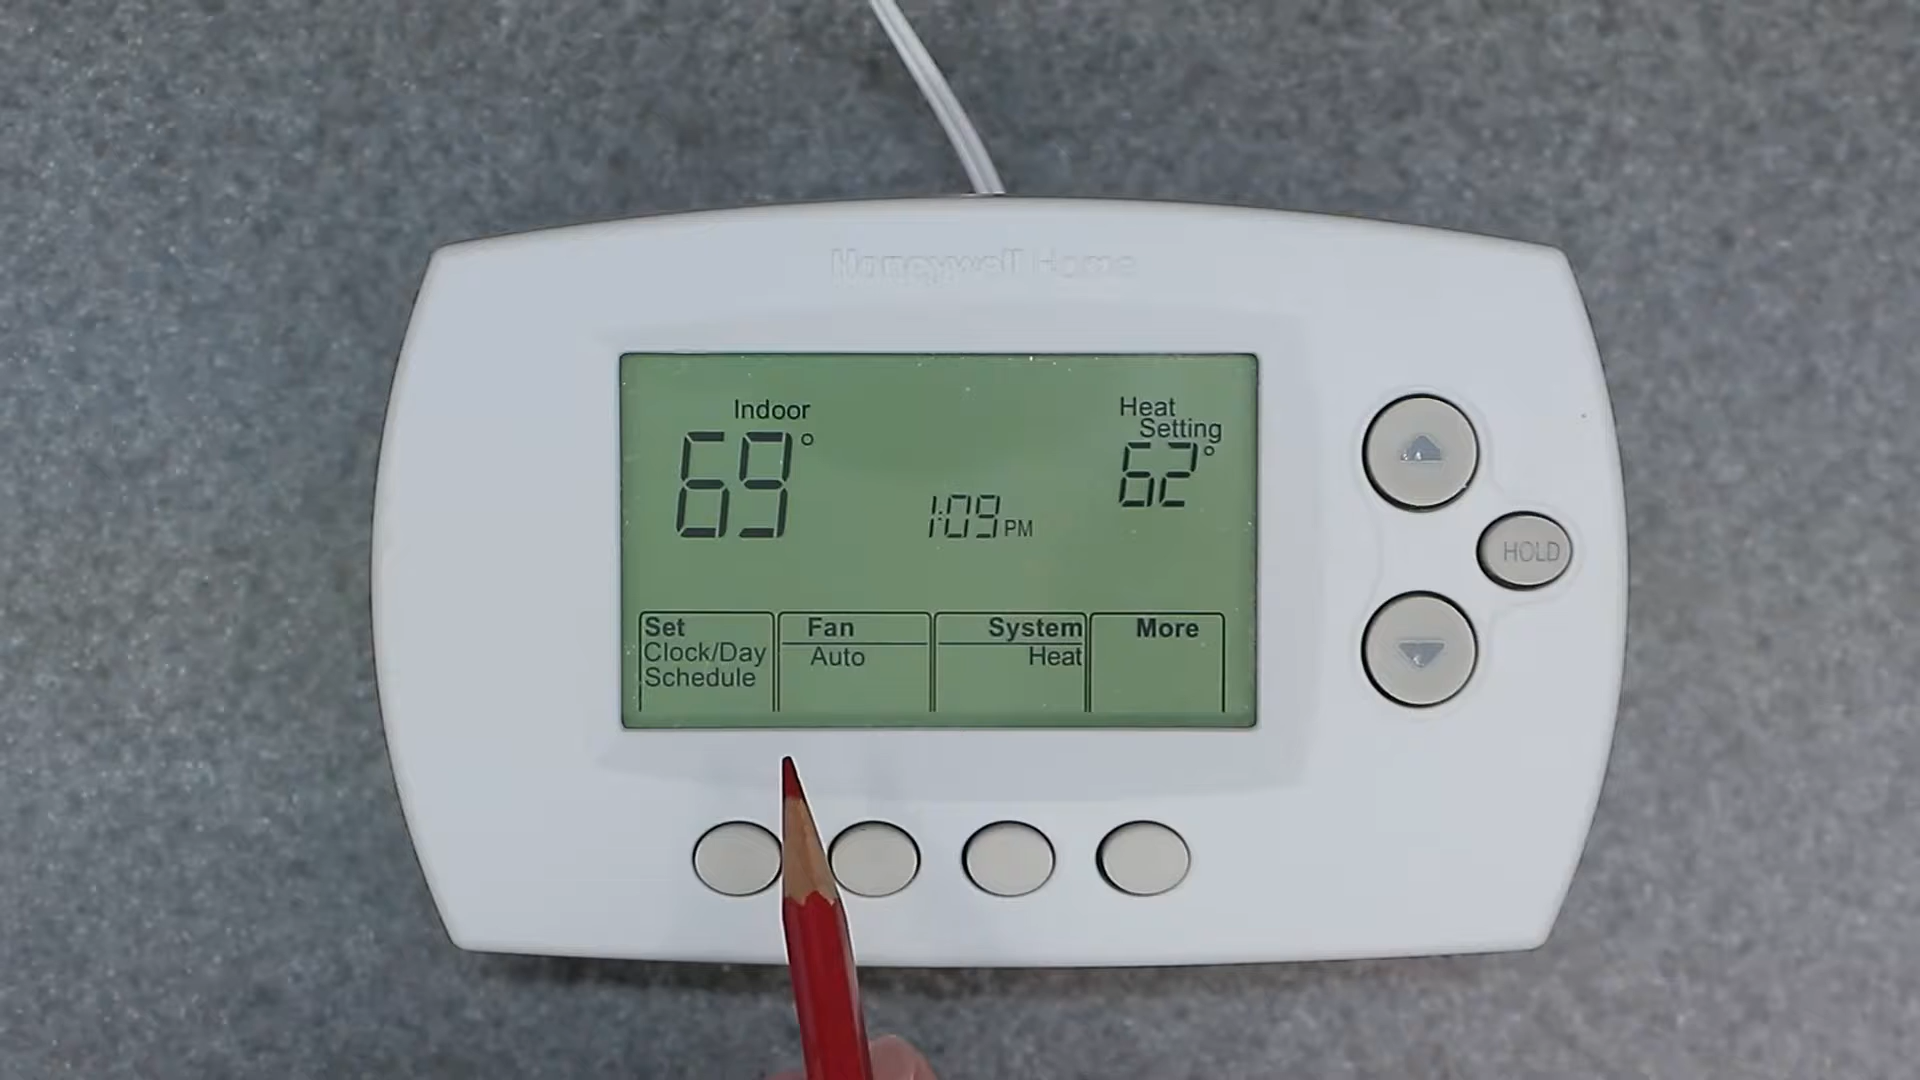 Honeywell Home
Indoor
69°
1:09 PM
Heat
Setting
62°
HOLD
Set
Clock/Day
Schedule
Fan
Auto
System
Heat
More